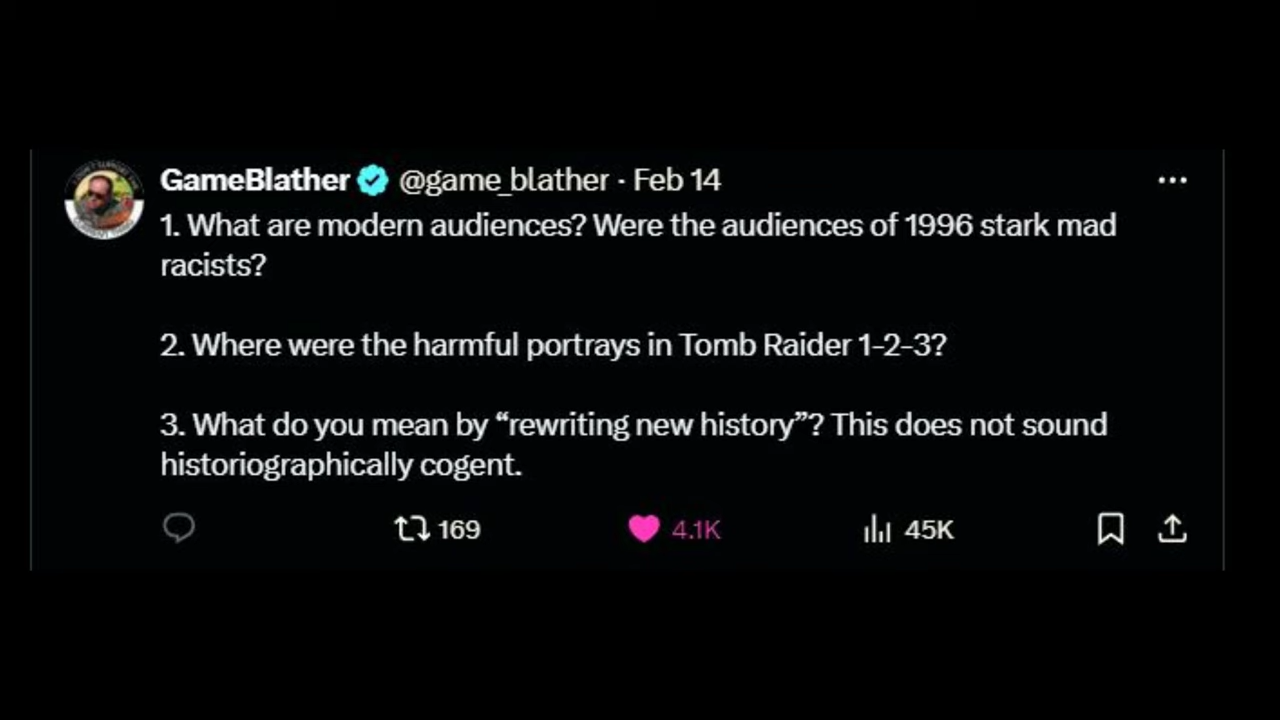 GameBlather @game_blather · Feb 14
1. What are modern audiences? Were the audiences of 1996 stark mad
racists?
2. Where were the harmful portrays in Tomb Raider 1-2-3?
3. What do you mean by “rewriting new history”? This does not sound
historiographically cogent.
169 4.1K 45K